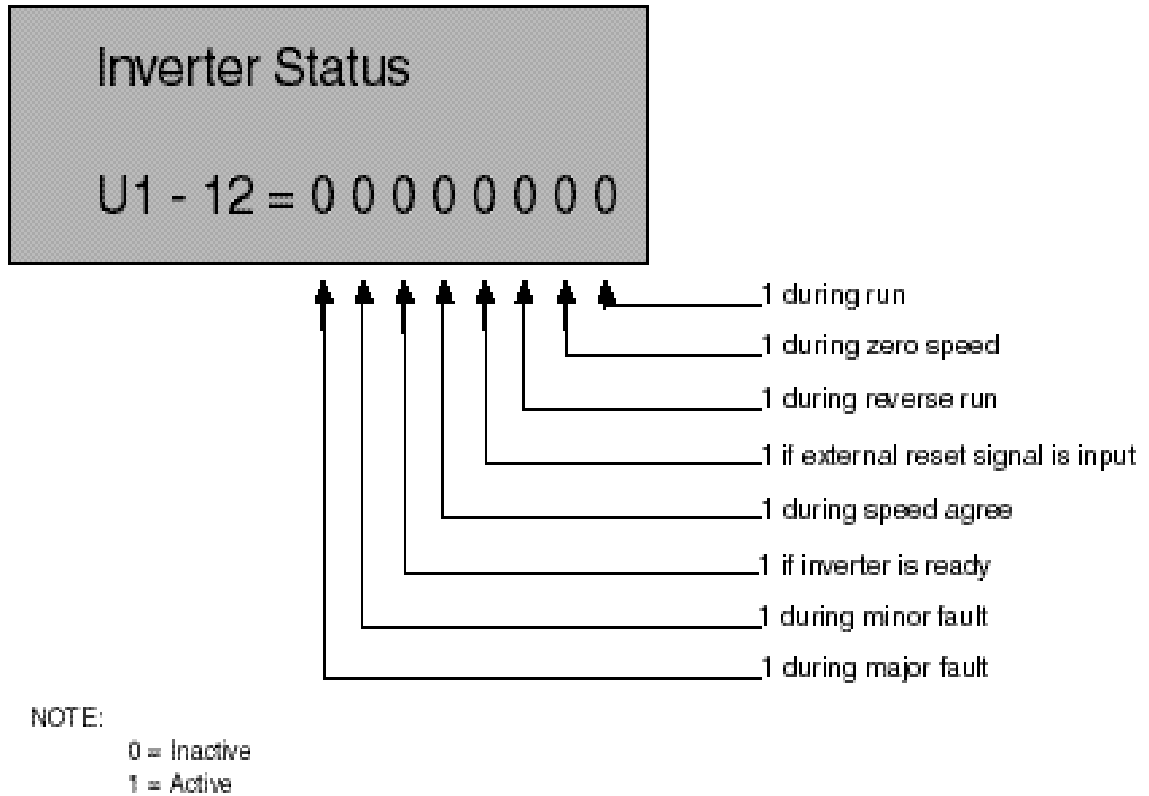 Inverter Status
U1 - 12 = 0 0 0 0 0 0 0 0
1 during run
1 during zero speed
1 during reverse run
1 if external reset signal is input
1 during speed agree
1 if inverter is ready
1 during minor fault
1 during major fault
NOTE:
0 = Inactive
1 = Active